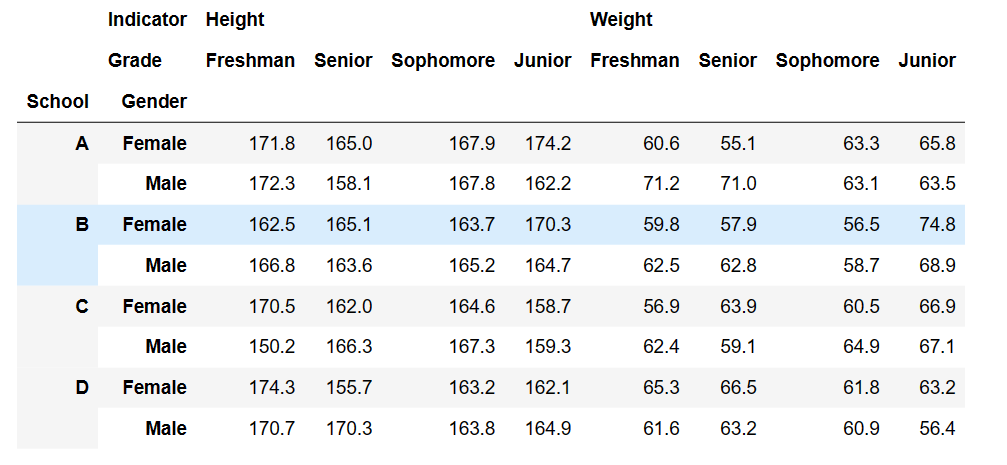 Indicator Height Weight
Grade Freshman Senior Sophomore Junior Freshman Senior Sophomore Junior
School Gender
A Female 171.8 165.0 167.9 174.2 60.6 55.1 63.3 65.8
Male 172.3 158.1 167.8 162.2 71.2 71.0 63.1 63.5
B Female 162.5 165.1 163.7 170.3 59.8 57.9 56.5 74.8
Male 166.8 163.6 165.2 164.7 62.5 62.8 58.7 68.9
C Female 170.5 162.0 164.6 158.7 56.9 63.9 60.5 66.9
Male 150.2 166.3 167.3 159.3 62.4 59.1 64.9 67.1
D Female 174.3 155.7 163.2 162.1 65.3 66.5 61.8 63.2
Male 170.7 170.3 163.8 164.9 61.6 63.2 60.9 56.4